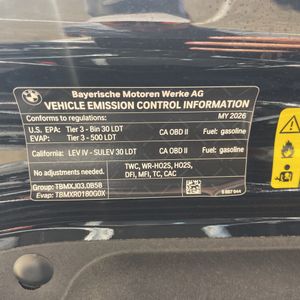 Bayerische Motoren Werke AG
VEHICLE EMISSION CONTROL INFORMATION
Conforms to regulations: MY 2026
U.S. EPA: Tier 3 - Bin 30 LDT CA OBD II Fuel: gasoline
EVAP: Tier 3 - 500 LDT
California: LEV IV - SULEV 30 LDT CA OBD II Fuel: gasoline
No adjustments needed. TWC, WR-HO2S, HO2S,
DFI, MFI, TC, CAC
Group: TBMXJ03.0B58
Evap: TBMXR0180G0X